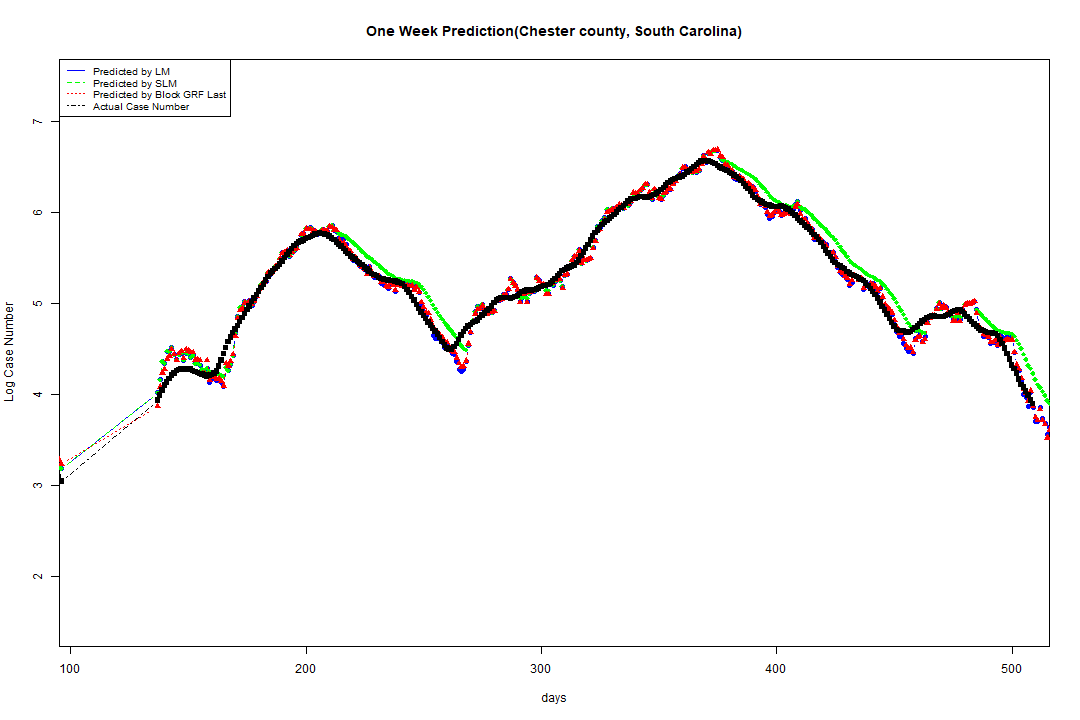 One Week Prediction(Chester county, South Carolina)
Predicted by LM
Predicted by SLM
Predicted by Block GRF Last
Actual Case Number
7
6
5
4
3
2
Log Case Number
100 200 300 400 500
days